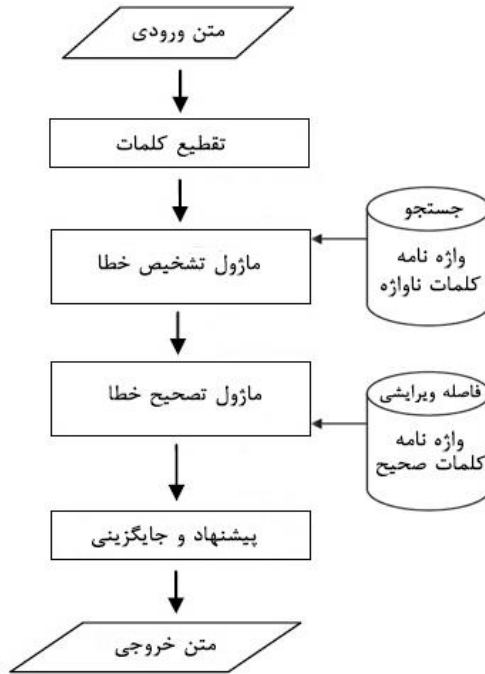 متن ورودی
تقطیع کلمات
ماژول تشخیص خطا
جستجو
واژه نامه
کلمات ناواژه
ماژول تصحیح خطا
فاصله ویرایشی
واژه نامه
کلمات صحیح
پیشنهاد و جایگزینی
متن خروجی